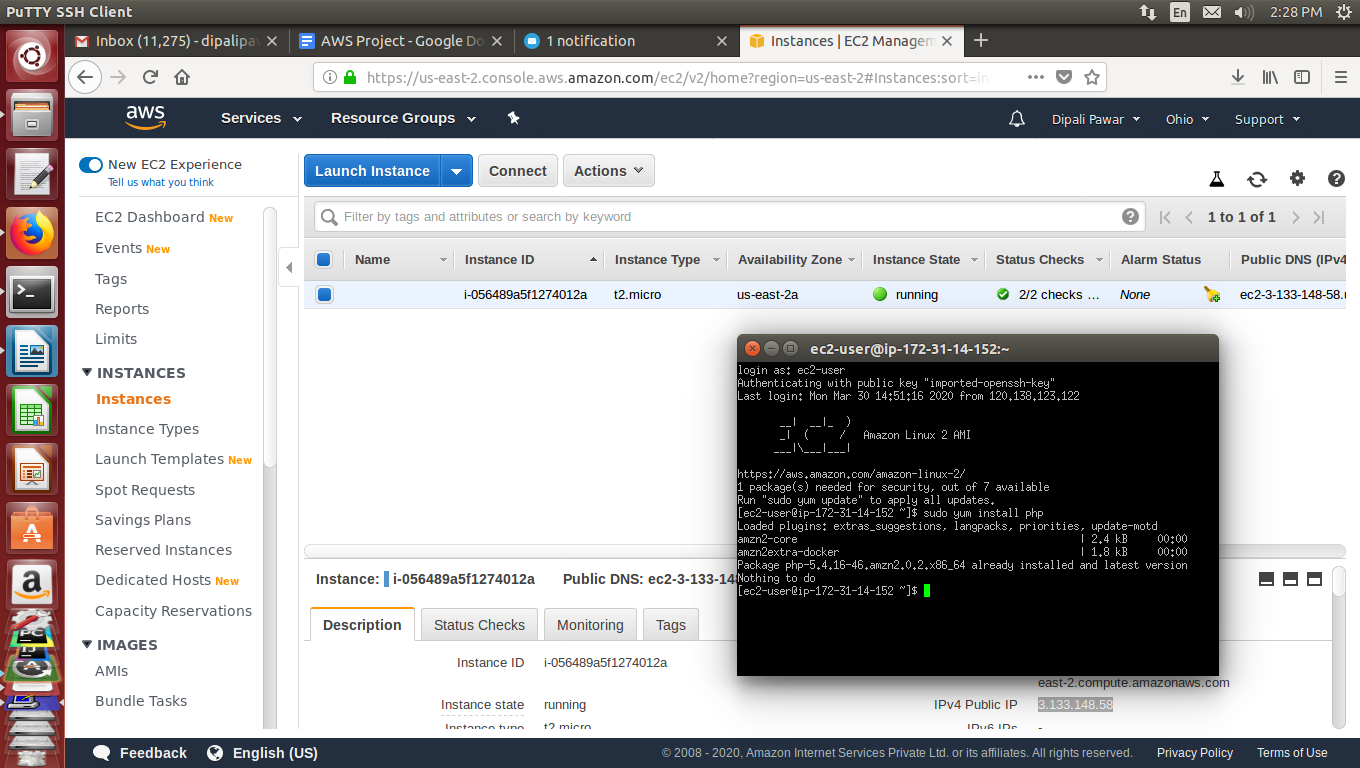 PuTTY SSH Client
En
2:28 PM
Inbox (11,275) - dipalipaw
AWS Project - Google Do
1 notification
Instances | EC2 Managem
https://us-east-2.console.aws.amazon.com/ec2/v2/home?region=us-east-2#Instances:sort=in
aws
Services
Resource Groups
Dipali Pawar
Ohio
Support
New EC2 Experience
Tell us what you think
EC2 Dashboard New
Events New
Tags
Reports
Limits
INSTANCES
Instances
Instance Types
Launch Templates New
Spot Requests
Savings Plans
Reserved Instances
Dedicated Hosts New
Capacity Reservations
IMAGES
AMIs
Bundle Tasks
Launch Instance
Connect
Actions
Filter by tags and attributes or search by keyword
1 to 1 of 1
Name
Instance ID
Instance Type
Availability Zone
Instance State
Status Checks
Alarm Status
Public DNS (IPv4
i-056489a5f1274012a
t2.micro
us-east-2a
running
2/2 checks ...
None
ec2-3-133-148-58.u
ec2-user@ip-172-31-14-152:~
login as: ec2-user
Authenticating with public key "imported-openssh-key"
Last login: Mon Mar 30 14:51:16 2020 from 120.138.123.122
__|  __|_  )
_|  (     /   Amazon Linux 2 AMI
___|\___|___|
https://aws.amazon.com/amazon-linux-2/
1 package(s) needed for security, out of 7 available
Run "sudo yum update" to apply all updates.
[ec2-user@ip-172-31-14-152 ~]$ sudo yum install php
Loaded plugins: extras_suggestions, langpacks, priorities, update-motd
amzn2-core | 2.4 kB 00:00
amzn2extra-docker | 1.8 kB 00:00
Package php-5.4.16-46.amzn2.0.2.x86_64 already installed and latest version
Nothing to do
[ec2-user@ip-172-31-14-152 ~]$
Instance: i-056489a5f1274012a Public DNS: ec2-3-133-14
Description
Status Checks
Monitoring
Tags
Instance ID i-056489a5f1274012a
east-2.compute.amazonaws.com
Instance state running
IPv4 Public IP 3.133.148.58
Instance type t2.micro
IPv6 IPs -
Feedback
English (US)
© 2008 - 2020, Amazon Internet Services Private Ltd. or its affiliates. All rights reserved.
Privacy Policy
Terms of Use